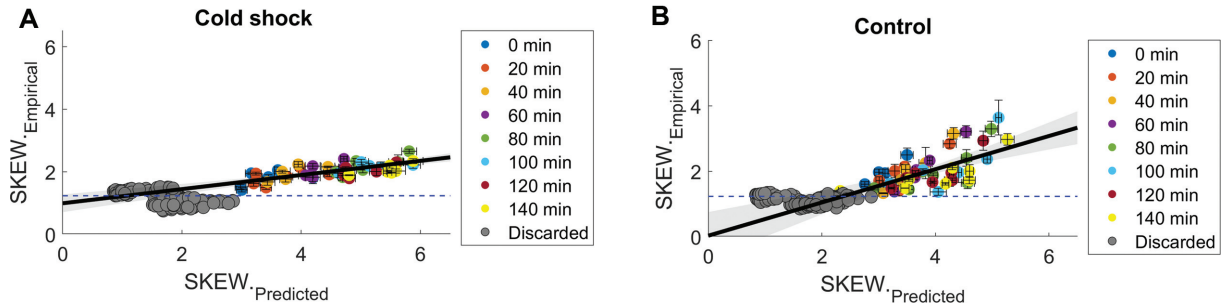 A
Cold shock
SKEW.Empirical
6
4
2
0
0
2
4
6
SKEW.Predicted
0 min
20 min
40 min
60 min
80 min
100 min
120 min
140 min
Discarded
B
Control
SKEW.Empirical
6
4
2
0
0
2
4
6
SKEW.Predicted
0 min
20 min
40 min
60 min
80 min
100 min
120 min
140 min
Discarded